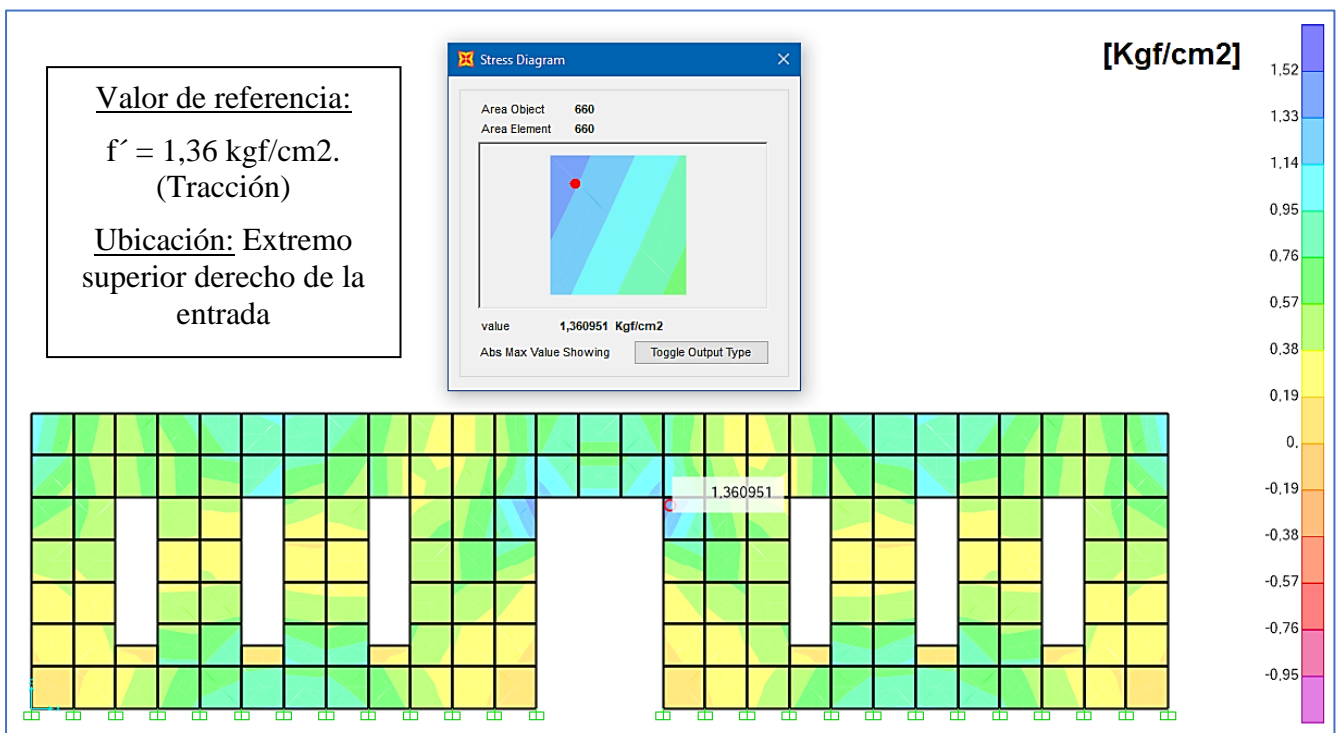 Valor de referencia:
f´ = 1,36 kgf/cm2.
(Tracción)
Ubicación: Extremo
superior derecho de la
entrada
Stress Diagram
Area Object 660
Area Element 660
value 1,360951 Kgf/cm2
Abs Max Value Showing Toggle Output Type
[Kgf/cm2]
1,52
1,33
1,14
0,95
0,76
0,57
0,38
0,19
0,
-0,19
-0,38
-0,57
-0,76
-0,95
1,360951